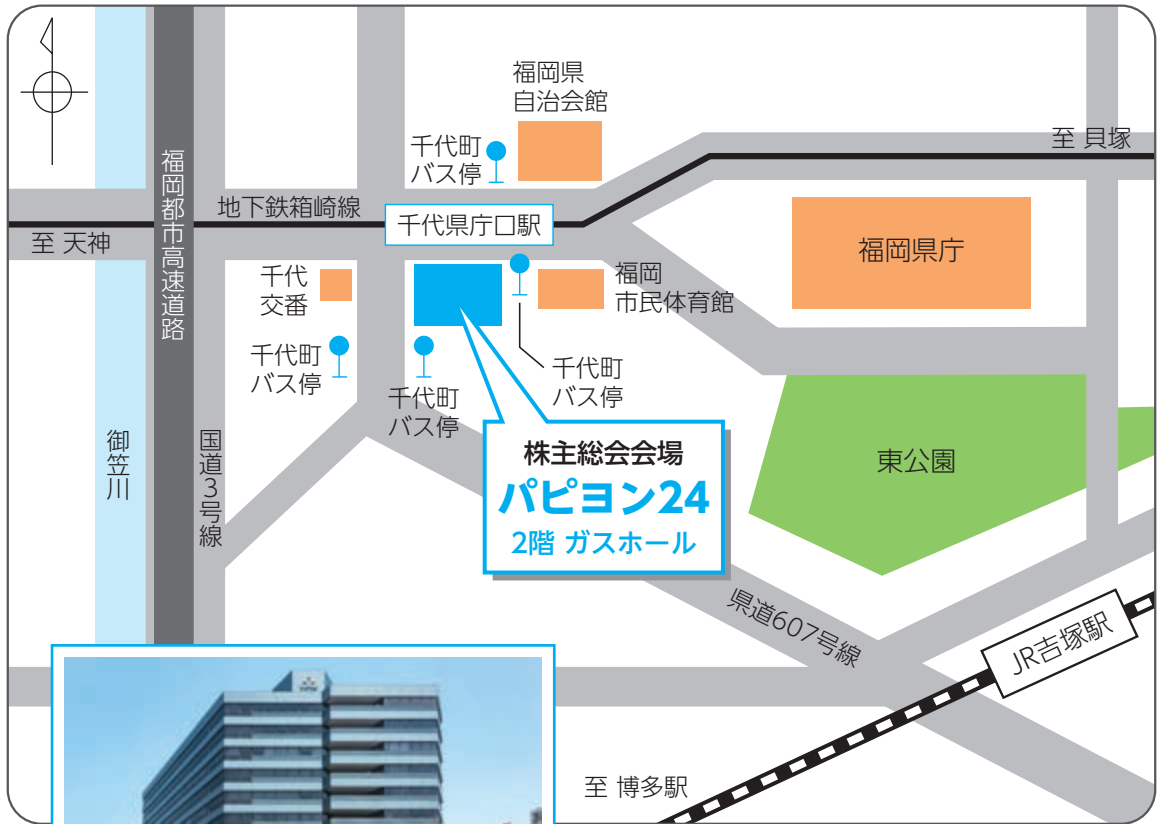 福岡県
自治会館
千代町
バス停
至 貝塚
福岡都市高速道路
地下鉄箱崎線
千代県庁口駅
至 天神
福岡県庁
千代
交番
福岡
市民体育館
千代町
バス停
千代町
バス停
千代町
バス停
御笠川
国道3号線
株主総会会場
パピヨン24
2階 ガスホール
東公園
県道607号線
JR吉塚駅
至 博多駅